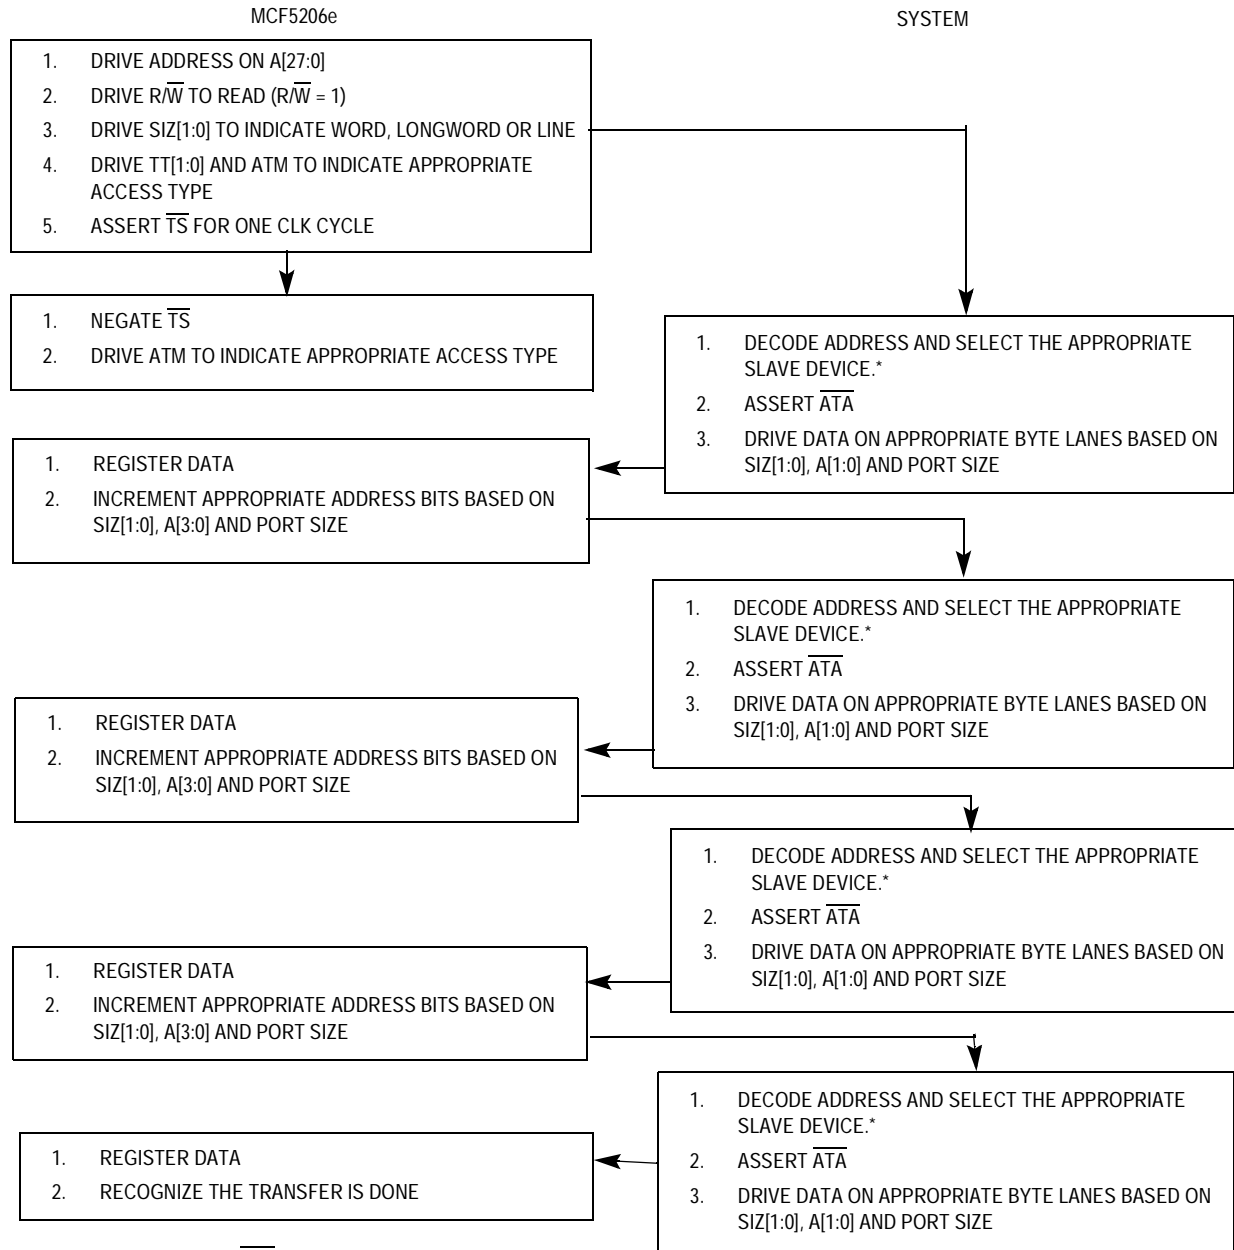 MCF5206e
SYSTEM
1. DRIVE ADDRESS ON A[27:0]
2. DRIVE R/W̅ TO READ (R/W̅ = 1)
3. DRIVE SIZ[1:0] TO INDICATE WORD, LONGWORD OR LINE
4. DRIVE TT[1:0] AND ATM TO INDICATE APPROPRIATE
ACCESS TYPE
5. ASSERT T̅S̅ FOR ONE CLK CYCLE
1. NEGATE T̅S̅
2. DRIVE ATM TO INDICATE APPROPRIATE ACCESS TYPE
1. DECODE ADDRESS AND SELECT THE APPROPRIATE
SLAVE DEVICE.*
2. ASSERT A̅T̅A̅
3. DRIVE DATA ON APPROPRIATE BYTE LANES BASED ON
SIZ[1:0], A[1:0] AND PORT SIZE
1. REGISTER DATA
2. INCREMENT APPROPRIATE ADDRESS BITS BASED ON
SIZ[1:0], A[3:0] AND PORT SIZE
1. DECODE ADDRESS AND SELECT THE APPROPRIATE
SLAVE DEVICE.*
2. ASSERT A̅T̅A̅
3. DRIVE DATA ON APPROPRIATE BYTE LANES BASED ON
SIZ[1:0], A[1:0] AND PORT SIZE
1. REGISTER DATA
2. INCREMENT APPROPRIATE ADDRESS BITS BASED ON
SIZ[1:0], A[3:0] AND PORT SIZE
1. DECODE ADDRESS AND SELECT THE APPROPRIATE
SLAVE DEVICE.*
2. ASSERT A̅T̅A̅
3. DRIVE DATA ON APPROPRIATE BYTE LANES BASED ON
SIZ[1:0], A[1:0] AND PORT SIZE
1. REGISTER DATA
2. INCREMENT APPROPRIATE ADDRESS BITS BASED ON
SIZ[1:0], A[3:0] AND PORT SIZE
1. DECODE ADDRESS AND SELECT THE APPROPRIATE
SLAVE DEVICE.*
2. ASSERT A̅T̅A̅
3. DRIVE DATA ON APPROPRIATE BYTE LANES BASED ON
SIZ[1:0], A[1:0] AND PORT SIZE
1. REGISTER DATA
2. RECOGNIZE THE TRANSFER IS DONE